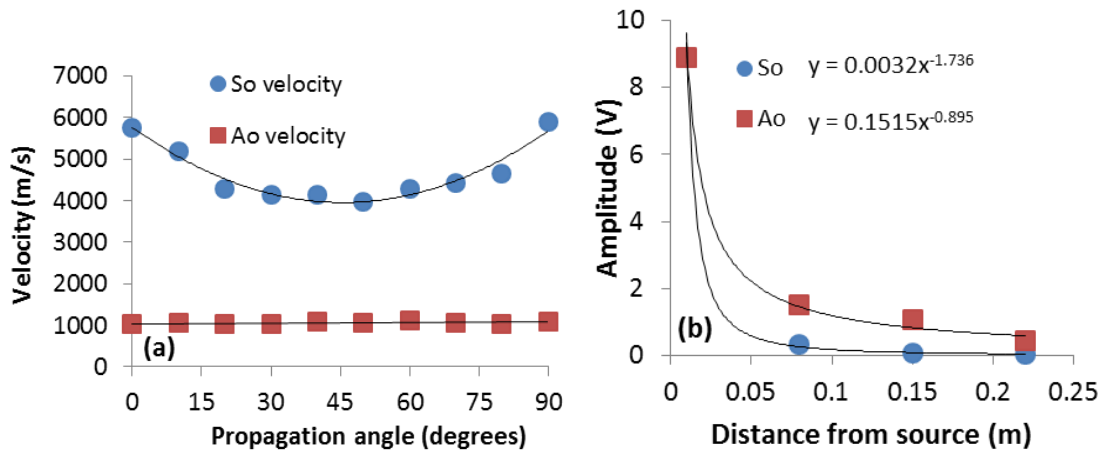 7000
6000
5000
4000
3000
2000
1000
0
Velocity (m/s)
So velocity
Ao velocity
(a)
0 15 30 45 60 75 90
Propagation angle (degrees)
10
8
6
4
2
0
Amplitude (V)
So y = 0.0032x^-1.736
Ao y = 0.1515x^-0.895
(b)
0 0.05 0.1 0.15 0.2 0.25
Distance from source (m)